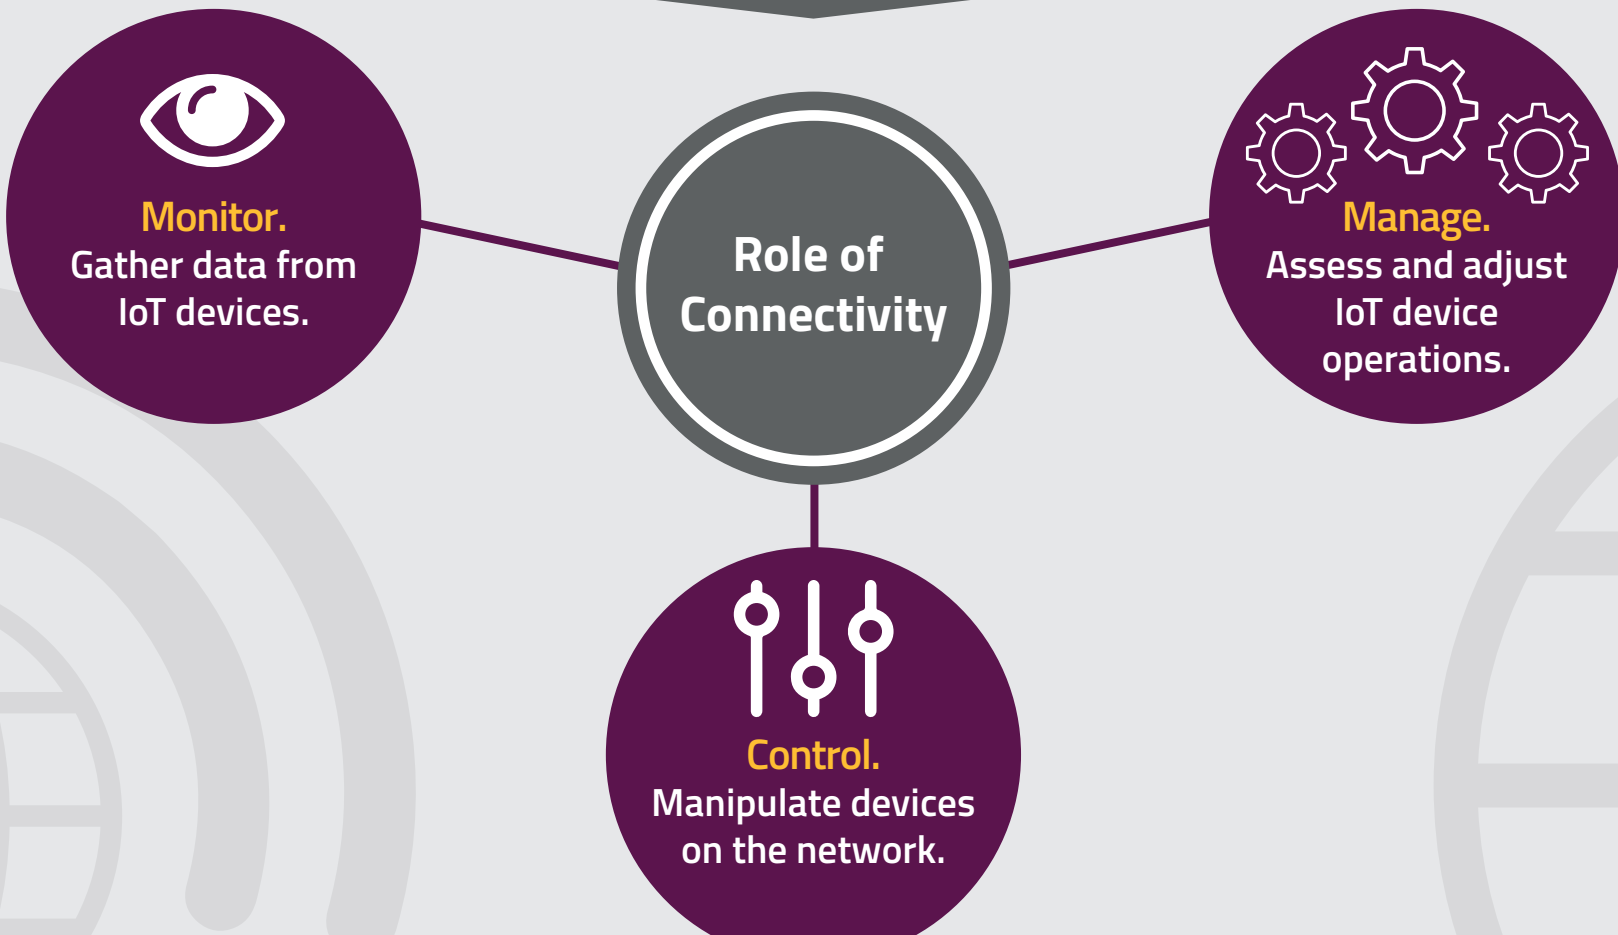 Monitor.
Gather data from
IoT devices.
Role of
Connectivity
Manage.
Assess and adjust
IoT device
operations.
Control.
Manipulate devices
on the network.